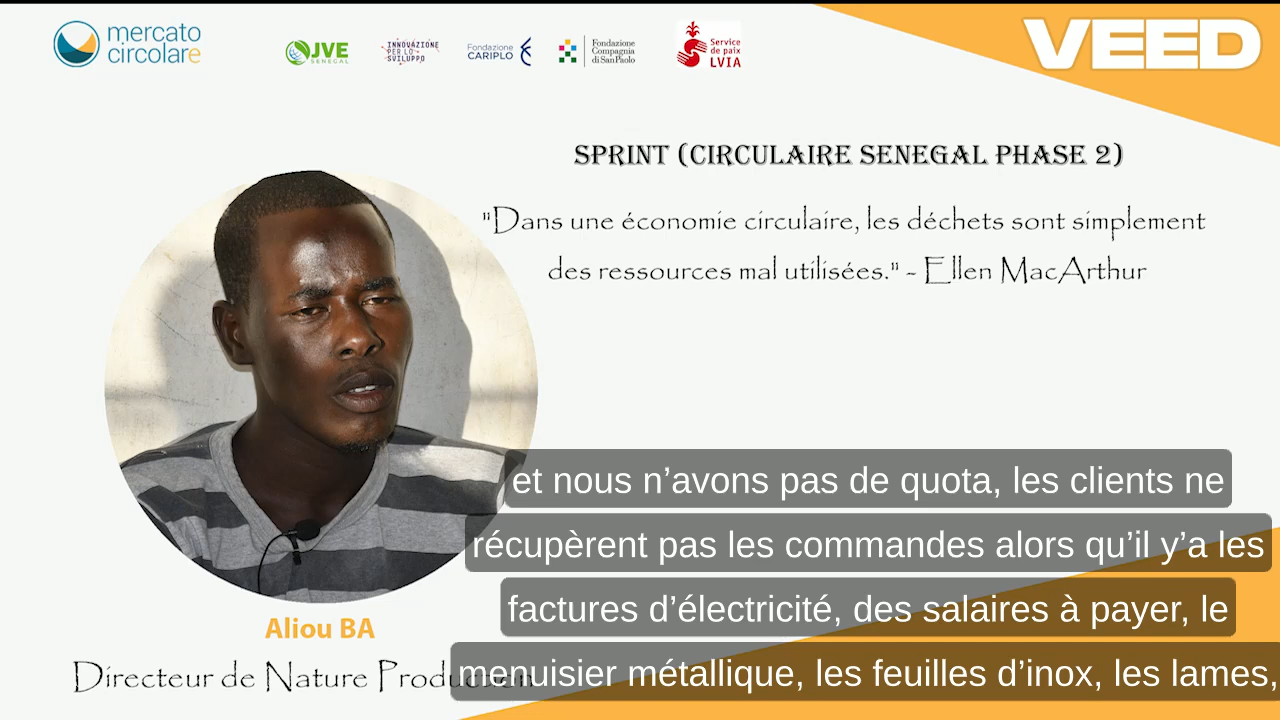 mercato
circolare
JVE
SENEGAL
INNOVAZIONE
PER LO
SVILUPPO
Fondazione
CARIPLO
Fondazione
Compagnia
di SanPaolo
Service
de paix
LVIA
VEED
SPRINT (CIRCULAIRE SENEGAL PHASE 2)
"Dans une économie circulaire, les déchets sont simplement
des ressources mal utilisées." - Ellen MacArthur
et nous n’avons pas de quota, les clients ne
récupèrent pas les commandes alors qu’il y’a les
factures d’électricité, des salaires à payer, le
menuisier métallique, les feuilles d’inox, les lames,
Aliou BA
Directeur de Nature Production